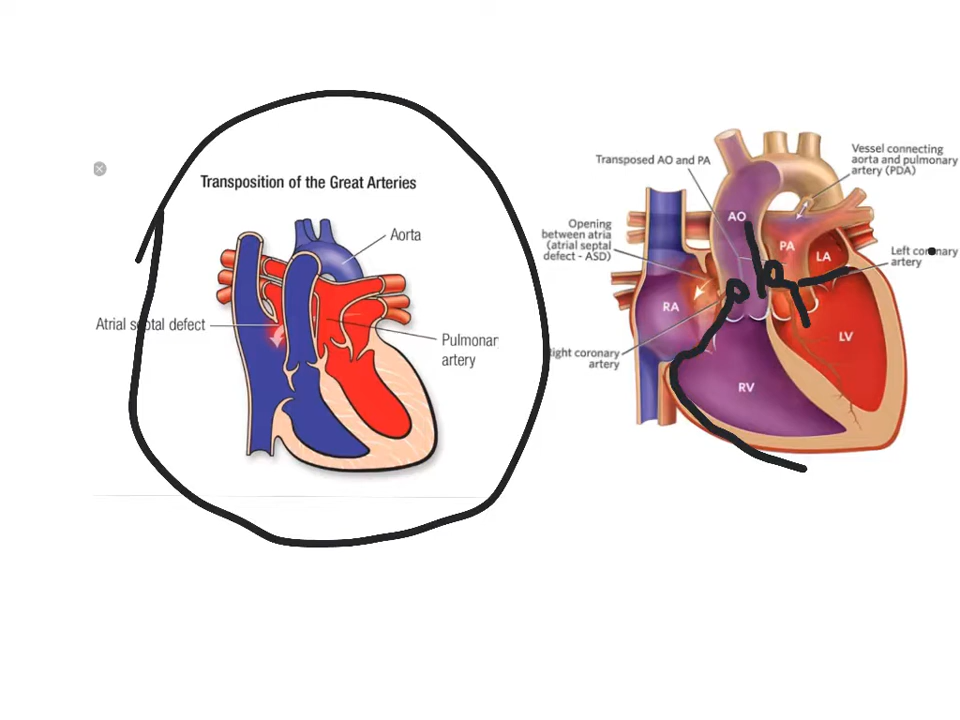 Transposition of the Great Arteries
Aorta
Atrial septal defect
Pulmonar
artery
Transposed AO and PA
Vessel connecting
aorta and pulmonary
artery (PDA)
Opening
between atria
(atrial septal
defect - ASD)
AO
PA
LA
Left coronary
artery
RA
LV
right coronary
artery
RV